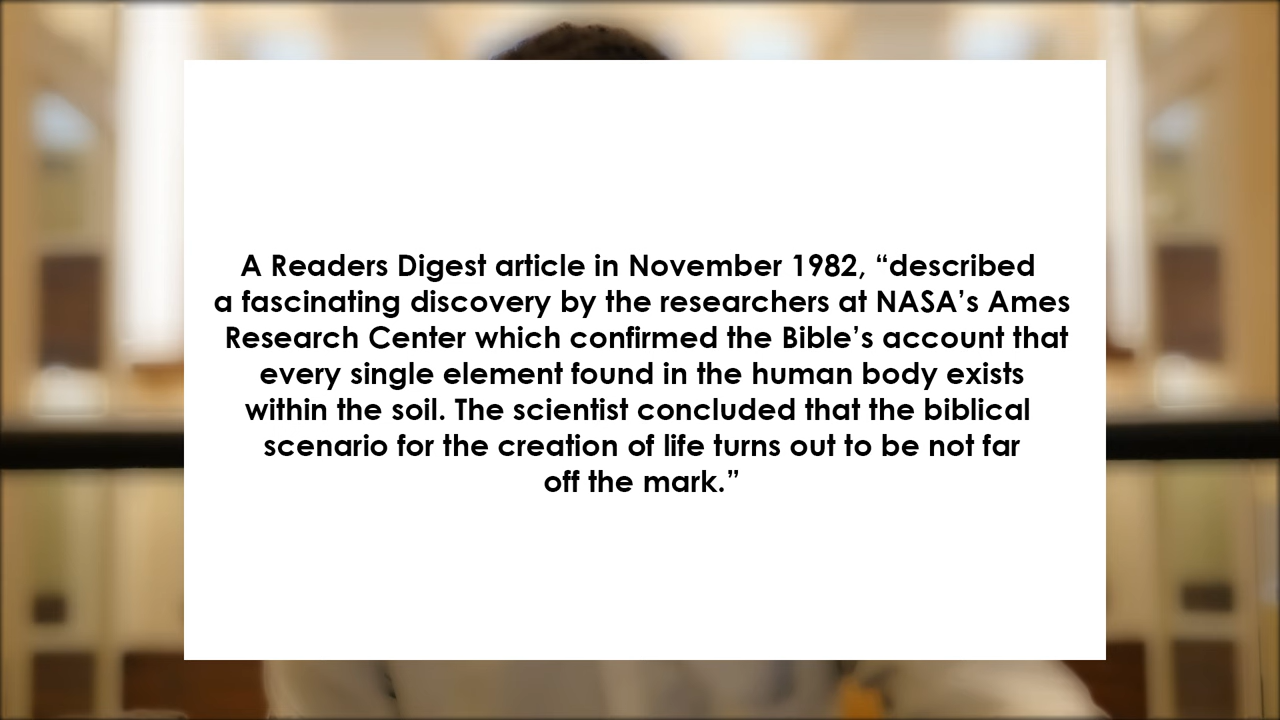 A Readers Digest article in November 1982, “described
a fascinating discovery by the researchers at NASA’s Ames
Research Center which confirmed the Bible’s account that
every single element found in the human body exists
within the soil. The scientist concluded that the biblical
scenario for the creation of life turns out to be not far
off the mark.”